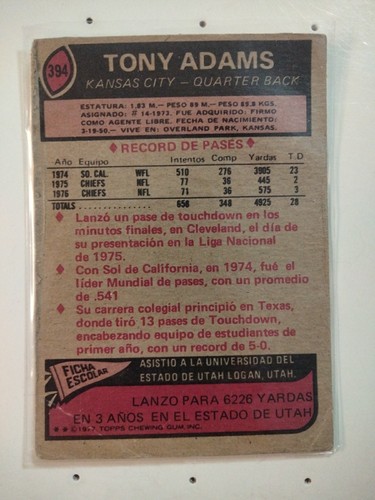 394
TONY ADAMS
KANSAS CITY — QUARTER BACK
ESTATURA: 1.83 M.— PESO 89 M— PESO 89.8 KGS.
ASIGNADO: # 14-1973. FUE ADQUIRIDO: FIRMO
COMO AGENTE LIBRE. FECHA DE NACIMIENTO:
3-19-50,— VIVE EN: OVERLAND PARK, KANSAS.
♦ RECORD DE PASES ♦
Año Equipo Intentos Comp Yardas T.D
1974 SO. CAL. WFL 510 276 3905 23
1975 CHIEFS NFL 77 36 445 2
1976 CHIEFS NFL 71 36 575 3
TOTALS ............... 658 348 4925 28
♦ Lanzó un pase de touchdown en los
minutos finales, en Cleveland, el día de
su presentación en la Liga Nacional
de 1975.
♦ Con Sol de California, en 1974, fué el
líder Mundial de pases, con un promedio
de .541
♦ Su carrera colegial principió en Texas,
donde tiró 13 pases de Touchdown,
encabezando equipo de estudiantes de
primer año, con un record de 5-0.
FICHA
ESCOLAR
ASISTIO A LA UNIVERSIDAD DEL
ESTADO DE UTAH LOGAN, UTAH.
LANZO PARA 6226 YARDAS
EN 3 AÑOS EN EL ESTADO DE UTAH
© 1977 TOPPS CHEWING GUM, INC.